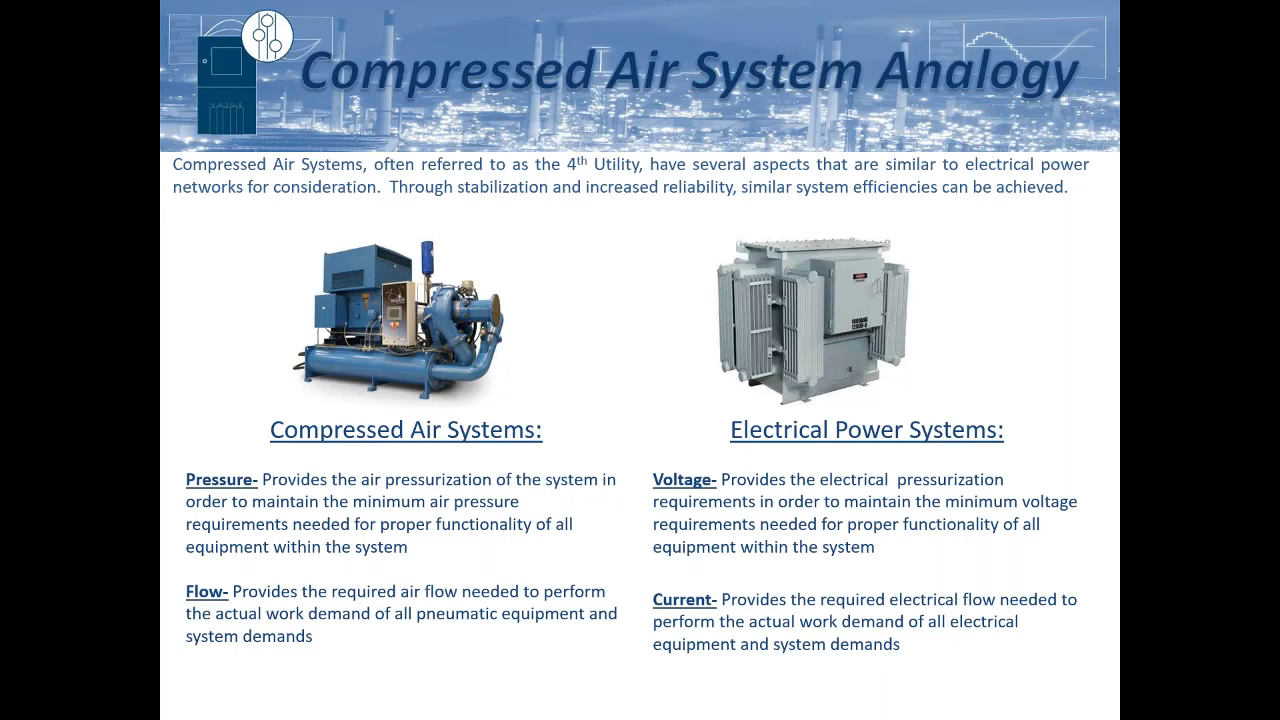 Compressed Air System Analogy
Compressed Air Systems, often referred to as the 4th Utility, have several aspects that are similar to electrical power
networks for consideration. Through stabilization and increased reliability, similar system efficiencies can be achieved.
Compressed Air Systems:
Pressure- Provides the air pressurization of the system in
order to maintain the minimum air pressure
requirements needed for proper functionality of all
equipment within the system
Flow- Provides the required air flow needed to perform
the actual work demand of all pneumatic equipment and
system demands
Electrical Power Systems:
Voltage- Provides the electrical pressurization
requirements in order to maintain the minimum voltage
requirements needed for proper functionality of all
equipment within the system
Current- Provides the required electrical flow needed to
perform the actual work demand of all electrical
equipment and system demands